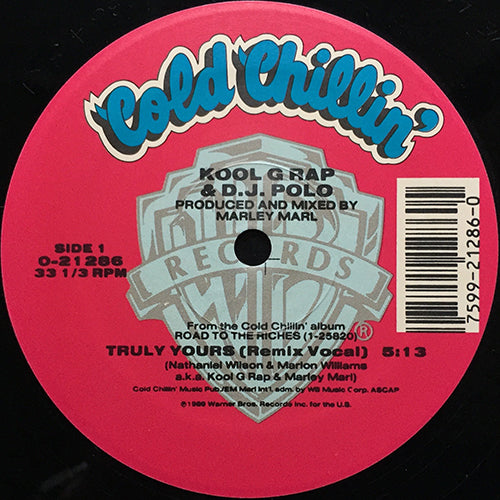 'Cold Chillin'
KOOL G RAP
& D.J. POLO
PRODUCED AND MIXED BY
MARLEY MARL
SIDE 1
0-21286
33 1/3 RPM
RECORDS
7599-21286-0
From the Cold Chillin' album
ROAD TO THE RICHES (1-25820)
®
TRULY YOURS (Remix Vocal) 5:13
(Nathaniel Wilson & Marlon Williams
a.k.a. Kool G Rap & Marley Marl)
Cold Chillin' Music Pub./EM Marl Int'l. adm. by WB Music Corp. ASCAP
℗1989 Warner Bros. Records Inc. for the U.S.